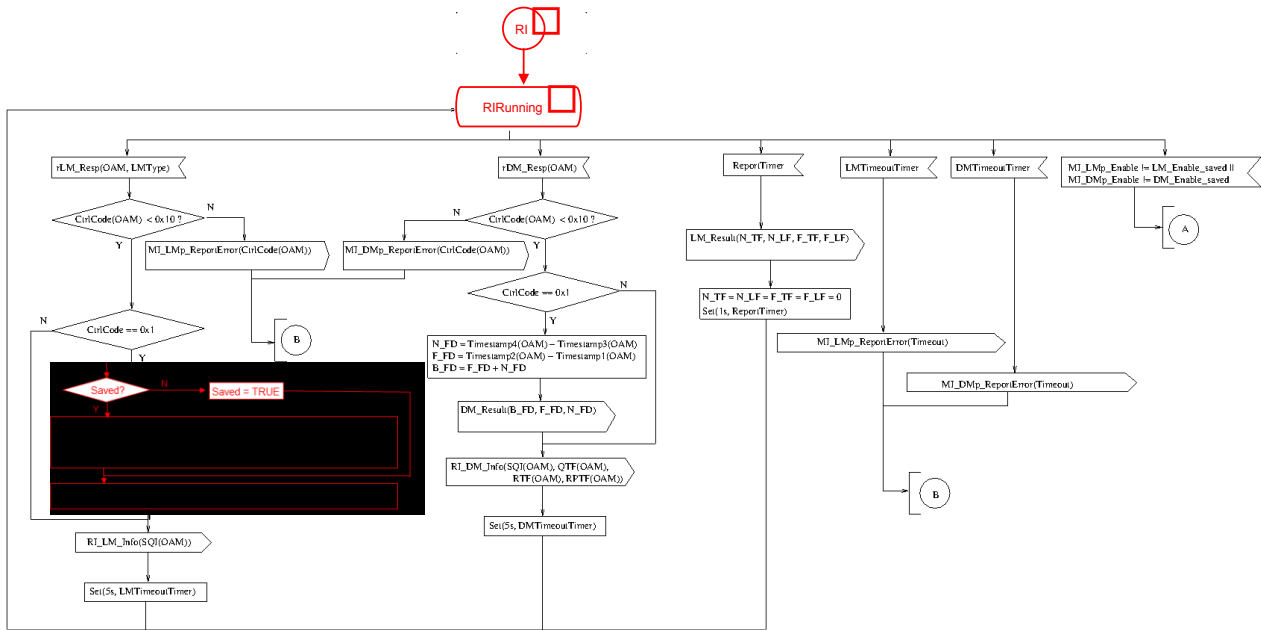 RI
RIRunning
rLM_Resp(OAM, LMType)
rDM_Resp(OAM)
ReportTimer
LMTimeoutTimer
DMTimeoutTimer
MI_LMp_Enable != LM_Enable_saved ||
MI_DMp_Enable != DM_Enable_saved
CtrlCode(OAM) < 0x10 ?
N
Y
N
CtrlCode(OAM) < 0x10 ?
Y
MI_LMp_ReportError(CtrlCode(OAM))
MI_DMp_ReportError(CtrlCode(OAM))
LM_Result(N_TF, N_LF, F_TF, F_LF)
A
CtrlCode == 0x1
N
Y
N_TF = N_LF = F_TF = F_LF = 0
Set(1s, ReportTimer)
N
CtrlCode == 0x1
Y
B
N_FD = Timestamp4(OAM) – Timestamp3(OAM)
F_FD = Timestamp2(OAM) – Timestamp1(OAM)
B_FD = F_FD + N_FD
MI_LMp_ReportError(Timeout)
MI_DMp_ReportError(Timeout)
Saved?
N
Saved = TRUE
Y
DM_Result(B_FD, F_FD, N_FD)
RI_DM_Info(SQI(OAM), QTF(OAM),
RTF(OAM), RPTF(OAM))
B
Set(5s, DMTimeoutTimer)
RI_LM_Info(SQI(OAM))
Set(5s, LMTimeoutTimer)